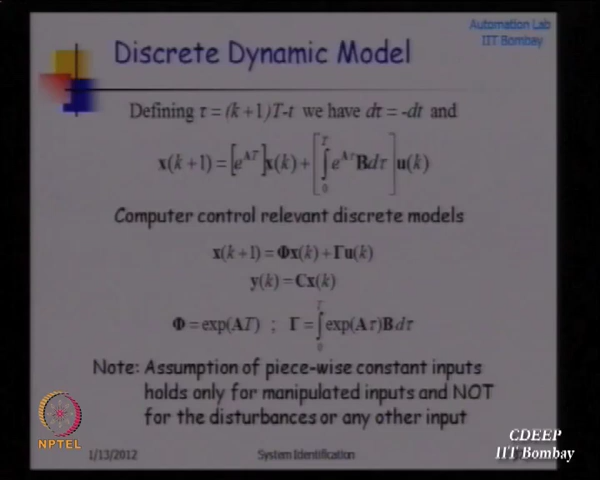 Automation Lab
IIT Bombay
Discrete Dynamic Model
Defining τ = (k+1)T-t we have dτ = -dt and
x(k+1) = [e^{AT}]x(k) + [∫_0^T e^{Aτ}Bdτ]u(k)
Computer control relevant discrete models
x(k+1) = Φx(k) + Γu(k)
y(k) = Cx(k)
Φ = exp(AT) ; Γ = ∫_0^T exp(Aτ)Bdτ
Note: Assumption of piece-wise constant inputs
holds only for manipulated inputs and NOT
for the disturbances or any other input
NPTEL
1/13/2012
System Identification
CDEEP
IIT Bombay